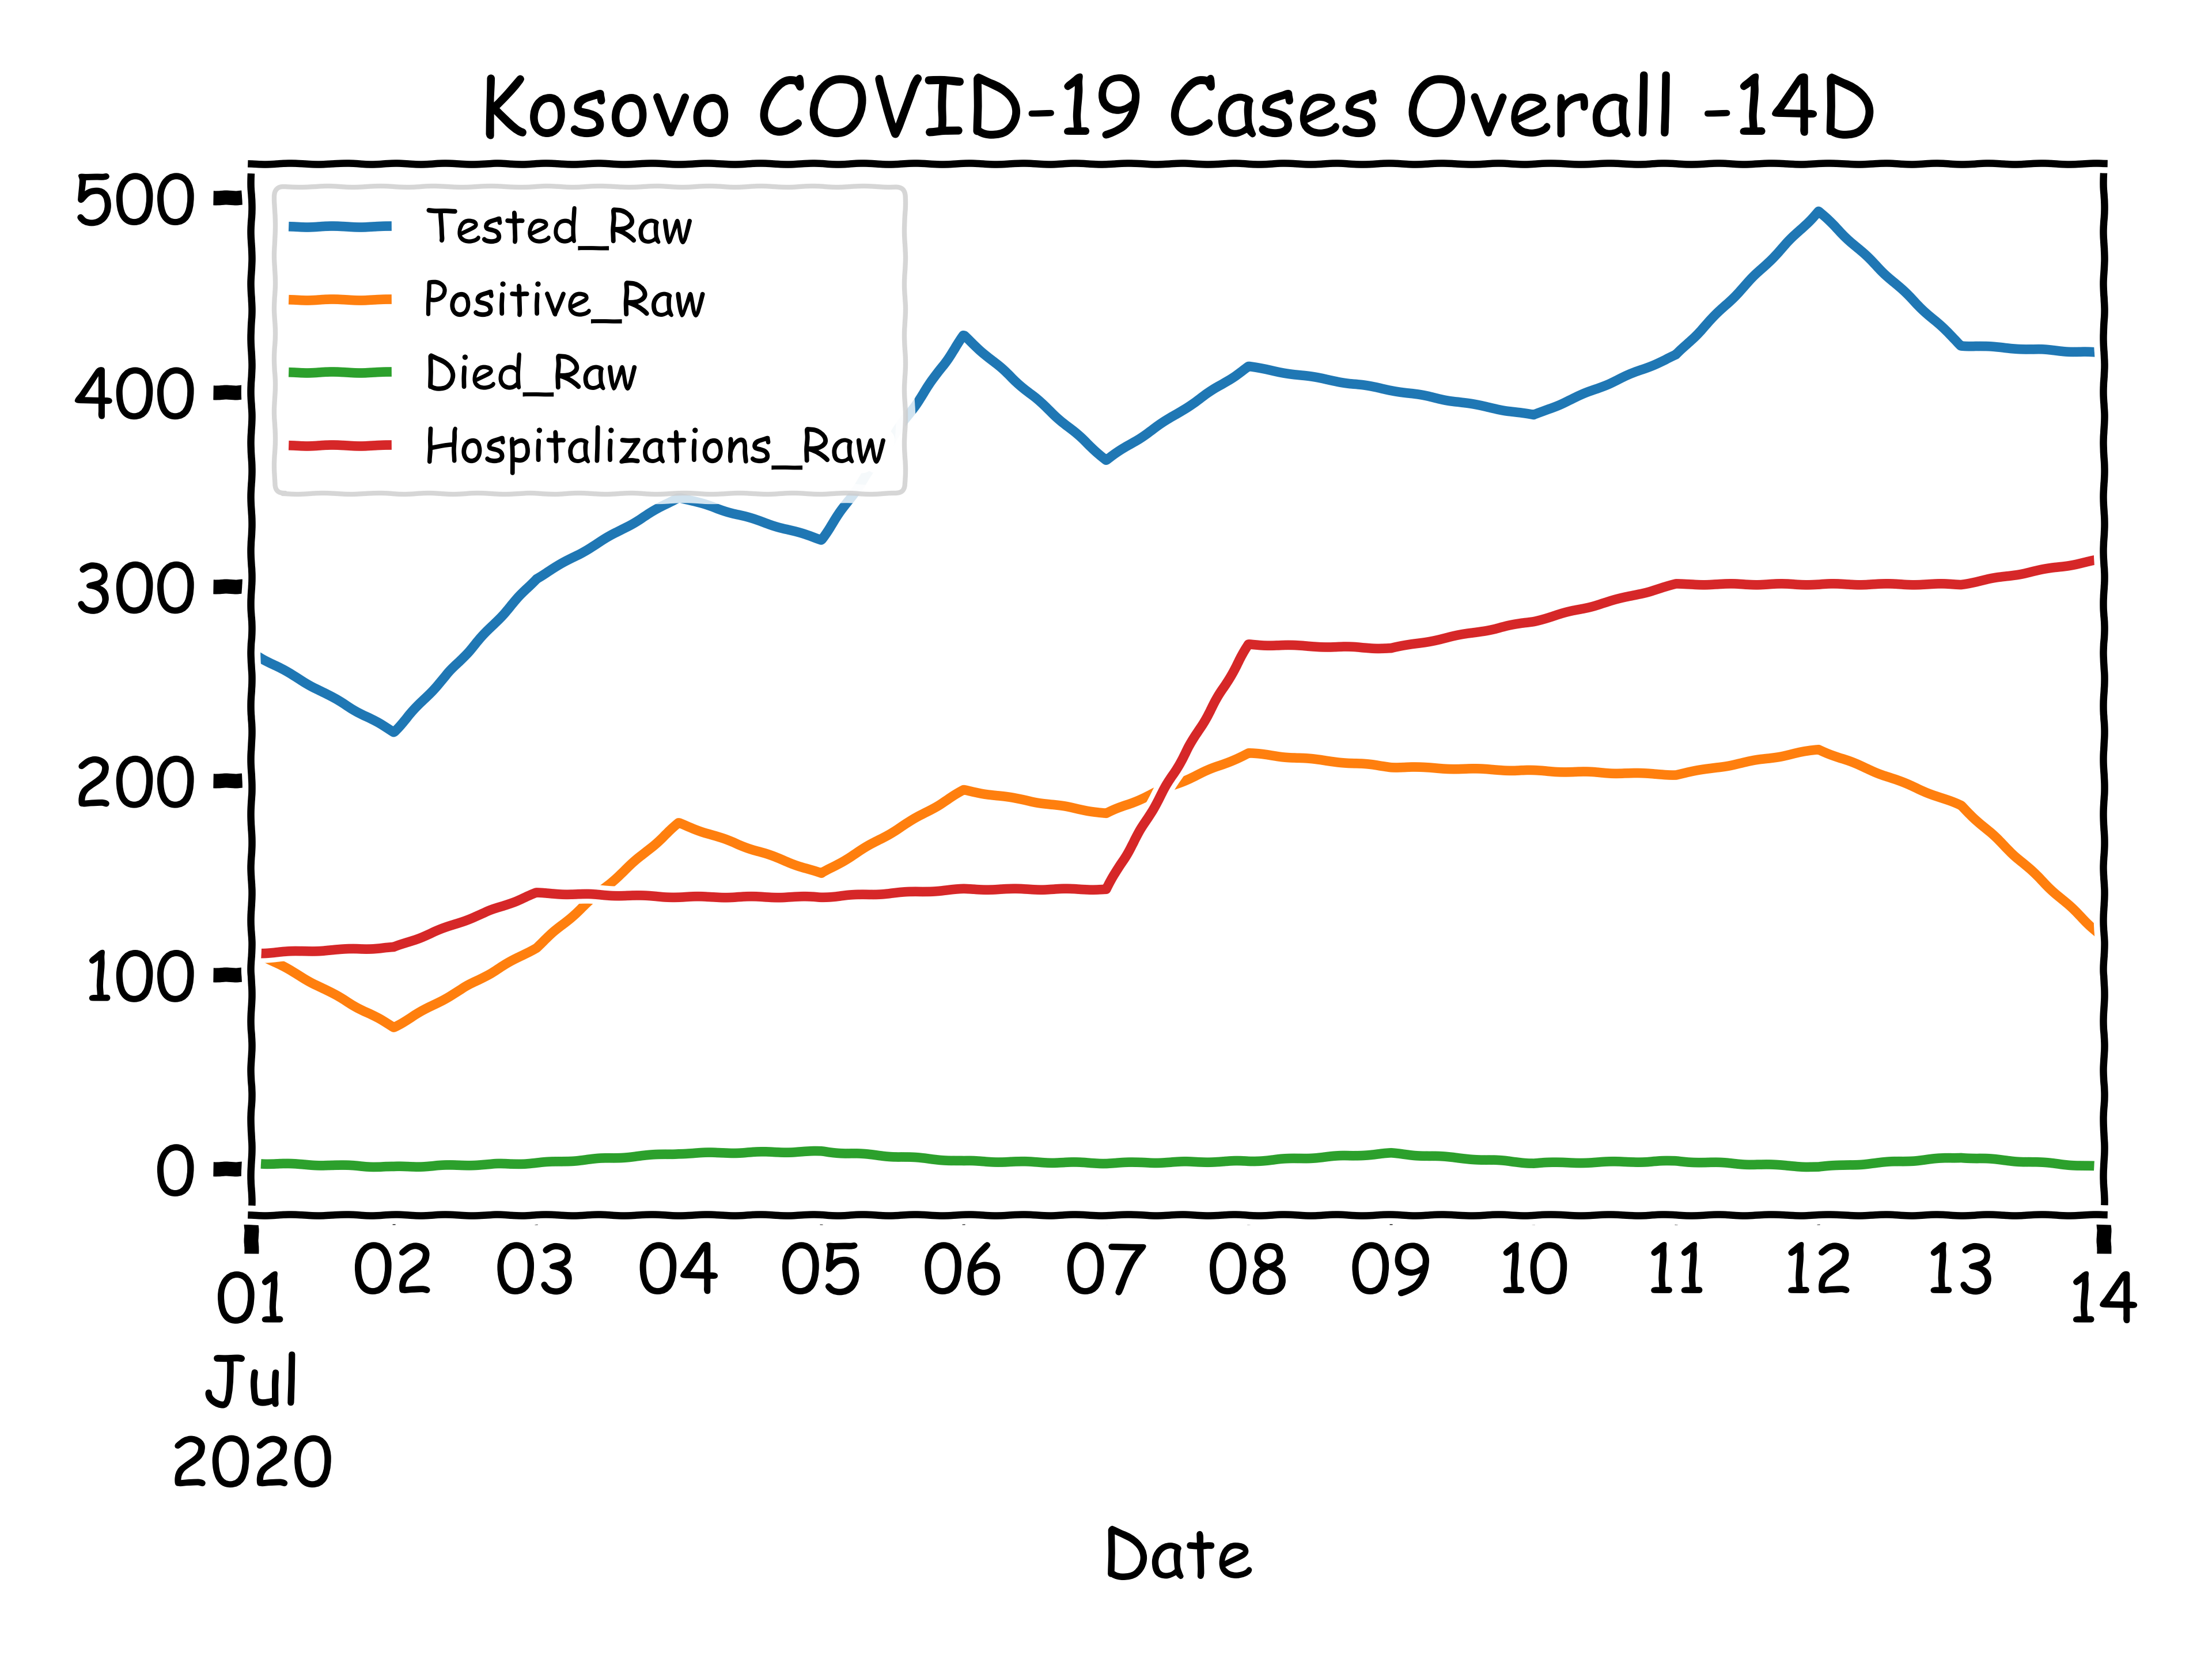 Kosovo COVID-19 Cases Overall -14D
500
400
300
200
100
0
Tested_Raw
Positive_Raw
Died_Raw
Hospitalizations_Raw
01 02 03 04 05 06 07 08 09 10 11 12 13 14
Jul
2020
Date